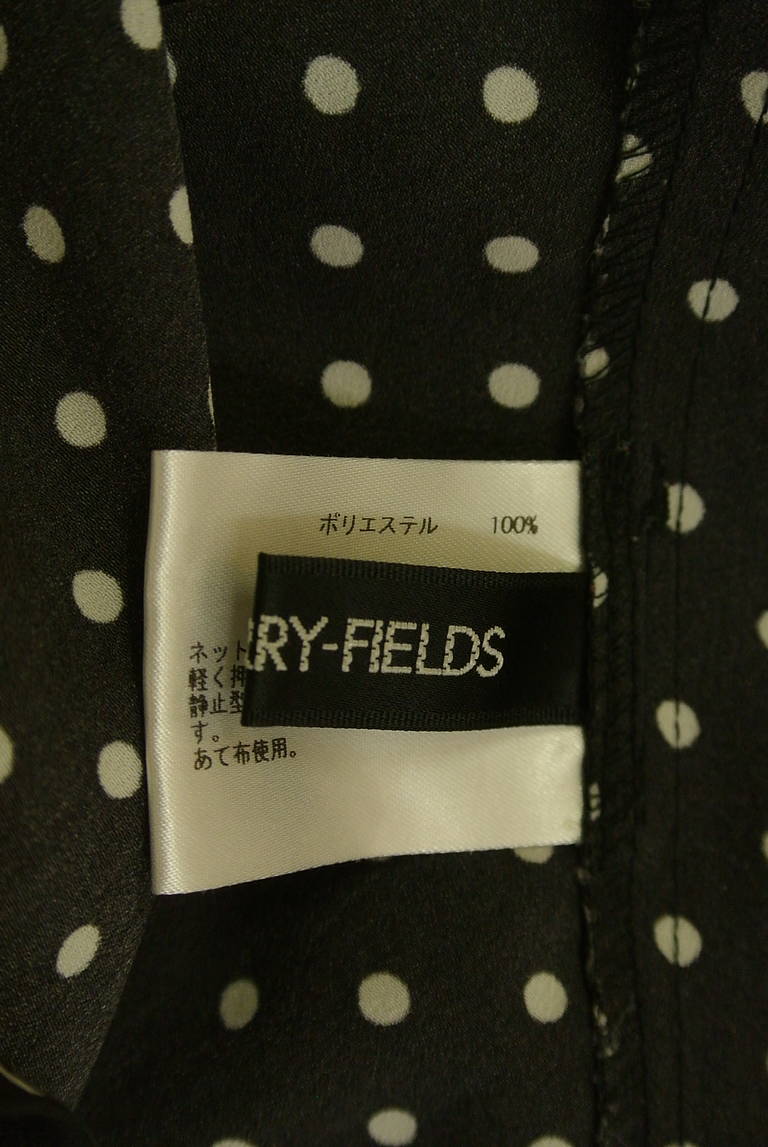 ポリエステル 100%
RY-FIELDS
ネット
軽く押
静止型
す。
あて布使用。